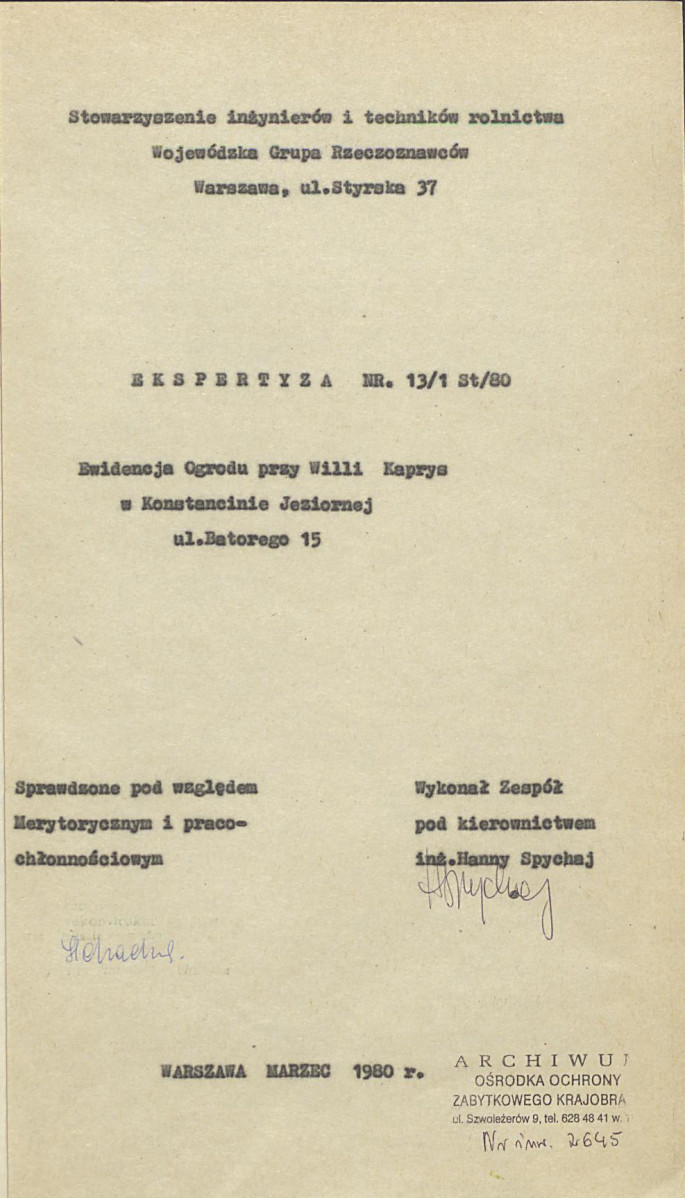 Stowarzyszenie inżynierów i techników rolnictwa
Wojewódzka Grupa Rzeczoznawców
Warszawa, ul.Styrska 37
E K S P E R T Y Z A NR. 13/1 St/80
Ewidencja Ogrodu przy Willi Kaprys
w Konstancinie Jeziornej
ul.Batorego 15
Sprawdzone pod względem
Merytorycznym i praco-
chłonnościowym
Wykonał Zespół
pod kierownictwem
inż.Hanny Spychaj
HSpychaj
WARSZAWA MARZEC 1980 r.
A R C H I W U
OŚRODKA OCHRONY
ZABYTKOWEGO KRAJOBRA
ul. Szwoleżerów 9, tel. 628 48 41 w.
Nr inw. 2645